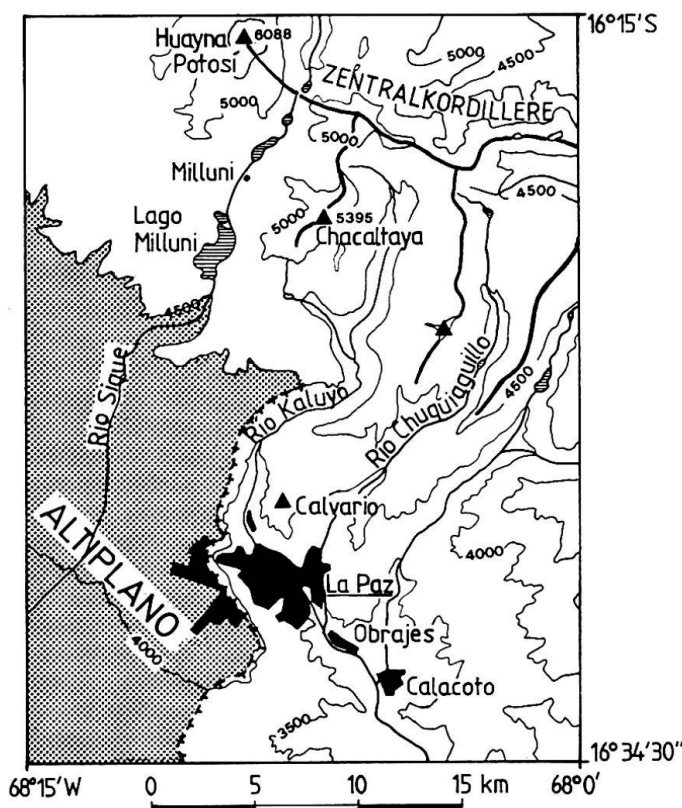 16°15'S
Huayna
Potosí
6088
5000
4500
ZENTRALKORDILLERE
5000
5000
Milluni
4500
Lago
Milluni
5000
5395
Chacaltaya
4500
Rio Sique
Rio Kaluyo
Rio Chuquiaguillo
4500
Calvario
ALTIPLANO
4000
La Paz
Obrajes
4000
Calacoto
3500
16°34'30"
68°15'W
0
5
10
15 km
68°0'